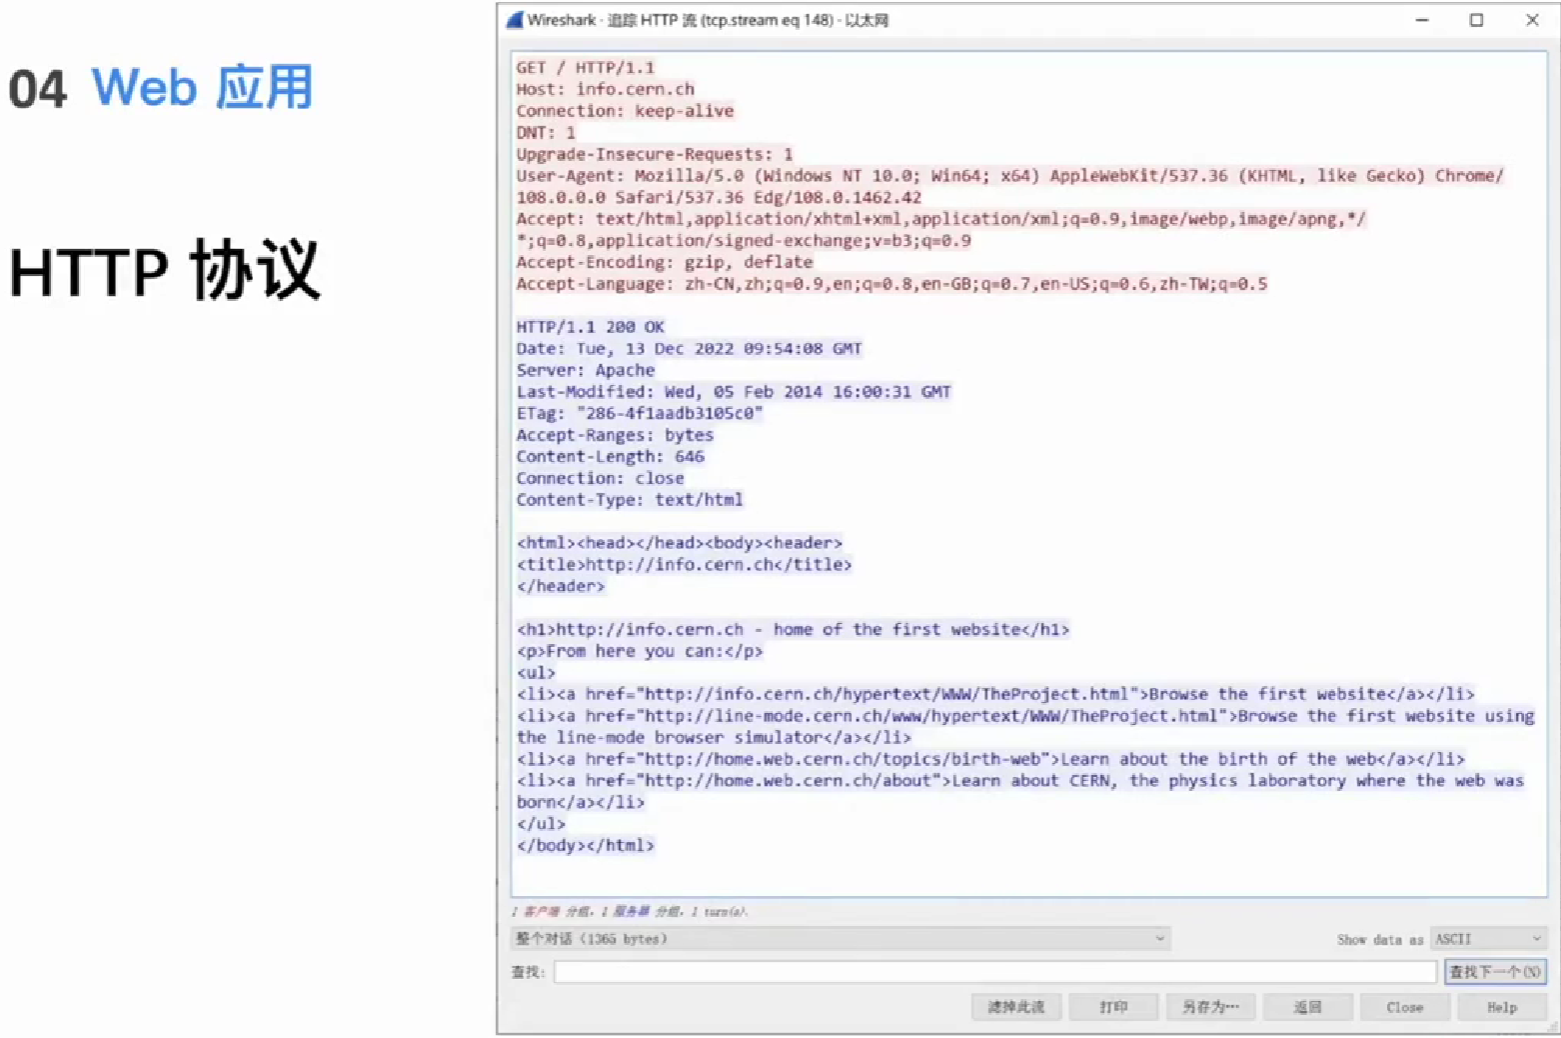 04 Web 应用
HTTP 协议
Wireshark · 追踪 HTTP 流 (tcp.stream eq 148) · 以太网
GET / HTTP/1.1
Host: info.cern.ch
Connection: keep-alive
DNT: 1
Upgrade-Insecure-Requests: 1
User-Agent: Mozilla/5.0 (Windows NT 10.0; Win64; x64) AppleWebKit/537.36 (KHTML, like Gecko) Chrome/
108.0.0.0 Safari/537.36 Edg/108.0.1462.42
Accept: text/html,application/xhtml+xml,application/xml;q=0.9,image/webp,image/apng,*/
*;q=0.8,application/signed-exchange;v=b3;q=0.9
Accept-Encoding: gzip, deflate
Accept-Language: zh-CN,zh;q=0.9,en;q=0.8,en-GB;q=0.7,en-US;q=0.6,zh-TW;q=0.5
HTTP/1.1 200 OK
Date: Tue, 13 Dec 2022 09:54:08 GMT
Server: Apache
Last-Modified: Wed, 05 Feb 2014 16:00:31 GMT
ETag: "286-4f1aadb3105c0"
Accept-Ranges: bytes
Content-Length: 646
Connection: close
Content-Type: text/html
<html><head></head><body><header>
<title>http://info.cern.ch</title>
</header>
<h1>http://info.cern.ch - home of the first website</h1>
<p>From here you can:</p>
<ul>
<li><a href="http://info.cern.ch/hypertext/WWW/TheProject.html">Browse the first website</a></li>
<li><a href="http://line-mode.cern.ch/www/hypertext/WWW/TheProject.html">Browse the first website using
the line-mode browser simulator</a></li>
<li><a href="http://home.web.cern.ch/topics/birth-web">Learn about the birth of the web</a></li>
<li><a href="http://home.web.cern.ch/about">Learn about CERN, the physics laboratory where the web was
born</a></li>
</ul>
</body></html>
1 客户端 分组，1 服务器 分组，1 turn(s).
整个对话 (1365 bytes)
Show data as ASCII
查找:
查找下一个(N)
滤掉此流 打印 另存为… 返回 Close Help